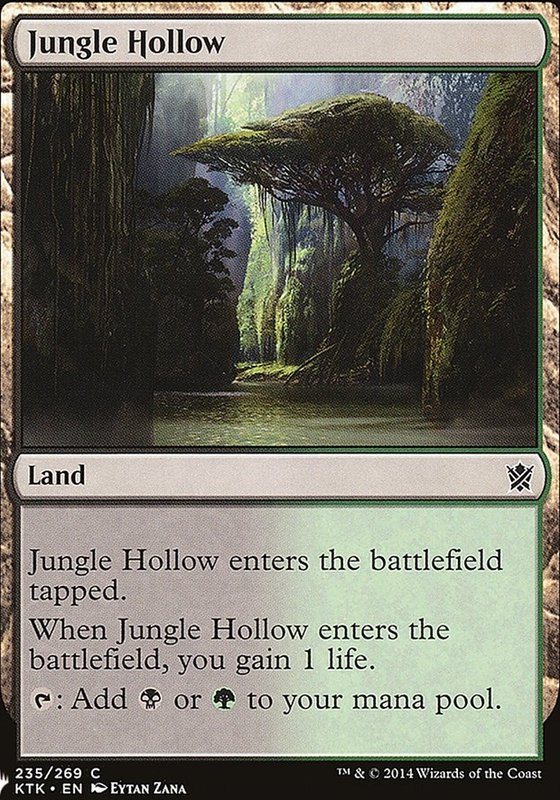 Jungle Hollow
Land
Jungle Hollow enters the battlefield
tapped.
When Jungle Hollow enters the
battlefield, you gain 1 life.
: Add or to your mana pool.
235/269 C
KTK • EN Eytan Zana
™ & © 2014 Wizards of the Coast